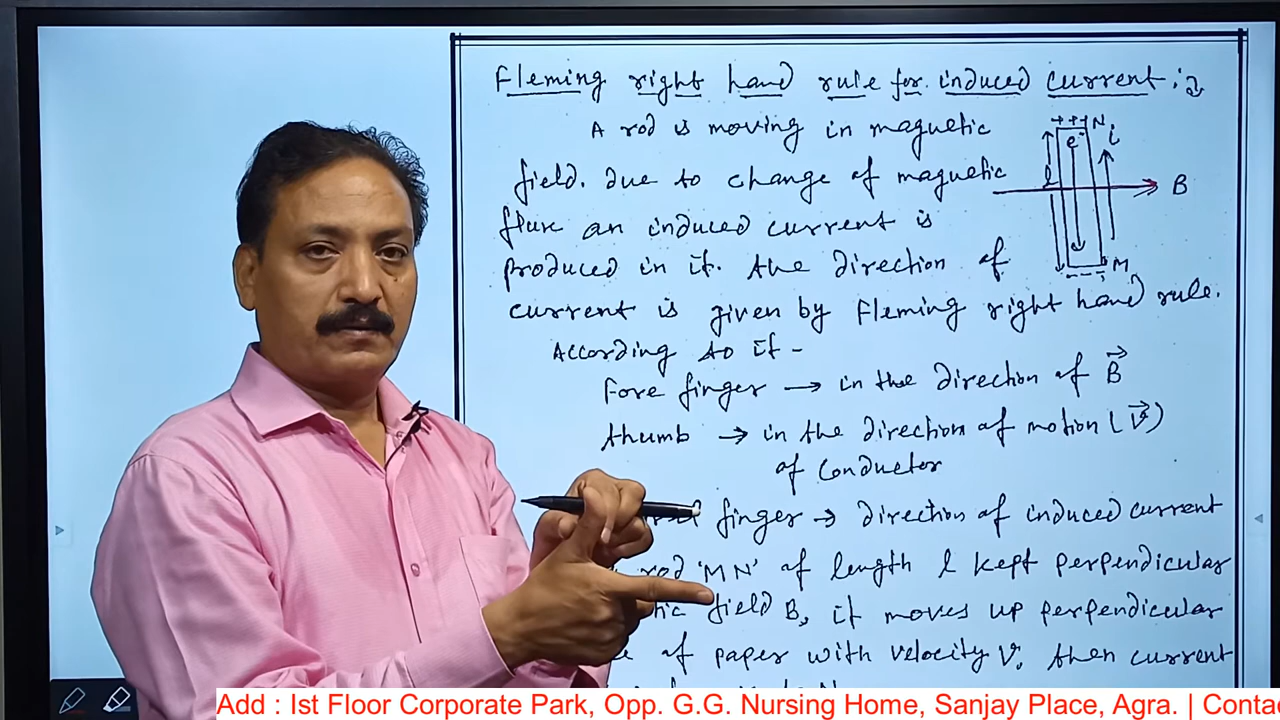 Fleming right hand rule for induced current :-
A rod is moving in magnetic
field. due to change of magnetic
flux an induced current is
produced in it. the direction of
current is given by Fleming right hand rule.
According to it -
Fore finger → in the direction of B
thumb → in the direction of motion (V)
of conductor
finger → direction of induced current
rod 'MN' of length l kept perpendicular
field B, it moves up perpendicular
of paper with velocity V, then current
+ + + N
e⁻
i
l
B
M
Add : Ist Floor Corporate Park, Opp. G.G. Nursing Home, Sanjay Place, Agra. |